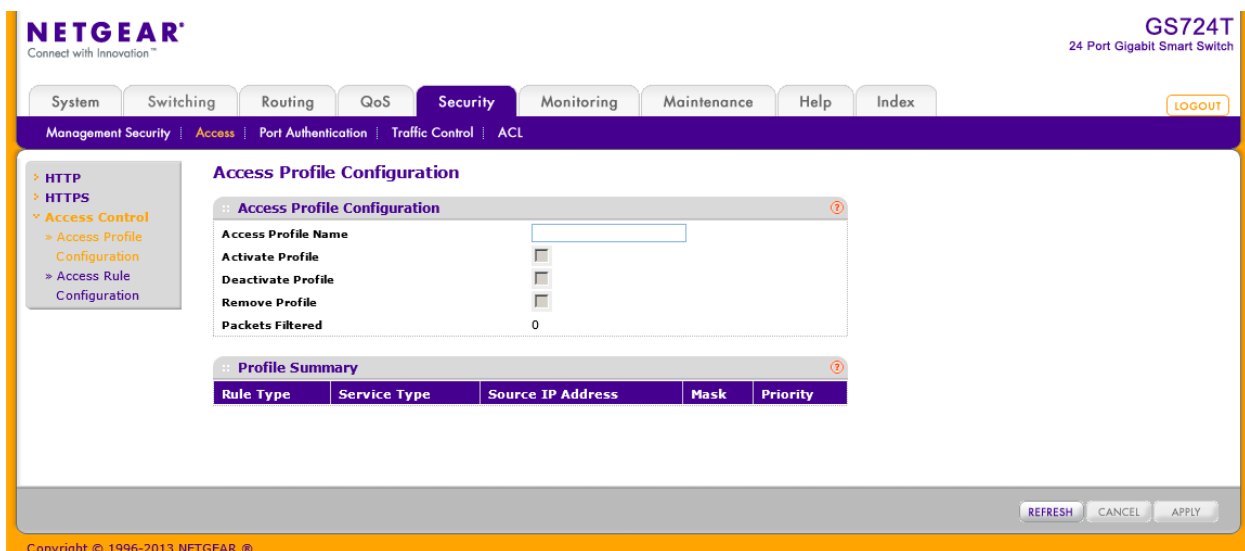 NETGEAR®
Connect with Innovation™
GS724T
24 Port Gigabit Smart Switch
System Switching Routing QoS Security Monitoring Maintenance Help Index
LOGOUT
Management Security Access Port Authentication Traffic Control ACL
HTTP
HTTPS
Access Control
» Access Profile
Configuration
» Access Rule
Configuration
Access Profile Configuration
Access Profile Configuration ?
Access Profile Name
Activate Profile
Deactivate Profile
Remove Profile
Packets Filtered 0
Profile Summary ?
Rule Type Service Type Source IP Address Mask Priority
REFRESH CANCEL APPLY
Copyright © 1996-2013 NETGEAR ®